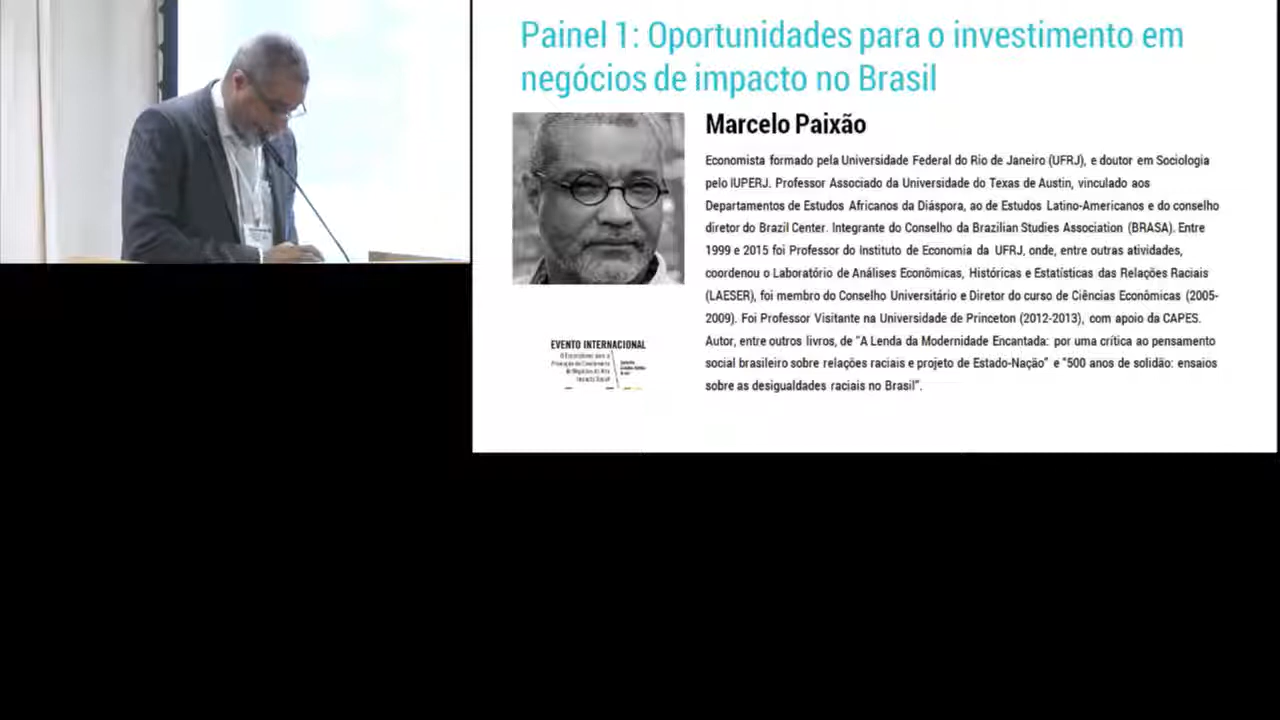 Painel 1: Oportunidades para o investimento em
negócios de impacto no Brasil
Marcelo Paixão
Economista formado pela Universidade Federal do Rio de Janeiro (UFRJ), e doutor em Sociologia
pelo IUPERJ. Professor Associado da Universidade do Texas de Austin, vinculado aos
Departamentos de Estudos Africanos da Diáspora, ao de Estudos Latino-Americanos e do conselho
diretor do Brazil Center. Integrante do Conselho da Brazilian Studies Association (BRASA). Entre
1999 e 2015 foi Professor do Instituto de Economia da UFRJ, onde, entre outras atividades,
coordenou o Laboratório de Análises Econômicas, Históricas e Estatísticas das Relações Raciais
(LAESER), foi membro do Conselho Universitário e Diretor do curso de Ciências Econômicas (2005-
2009). Foi Professor Visitante na Universidade de Princeton (2012-2013), com apoio da CAPES.
Autor, entre outros livros, de "A Lenda da Modernidade Encantada: por uma crítica ao pensamento
social brasileiro sobre relações raciais e projeto de Estado-Nação" e "500 anos de solidão: ensaios
sobre as desigualdades raciais no Brasil".
EVENTO INTERNACIONAL